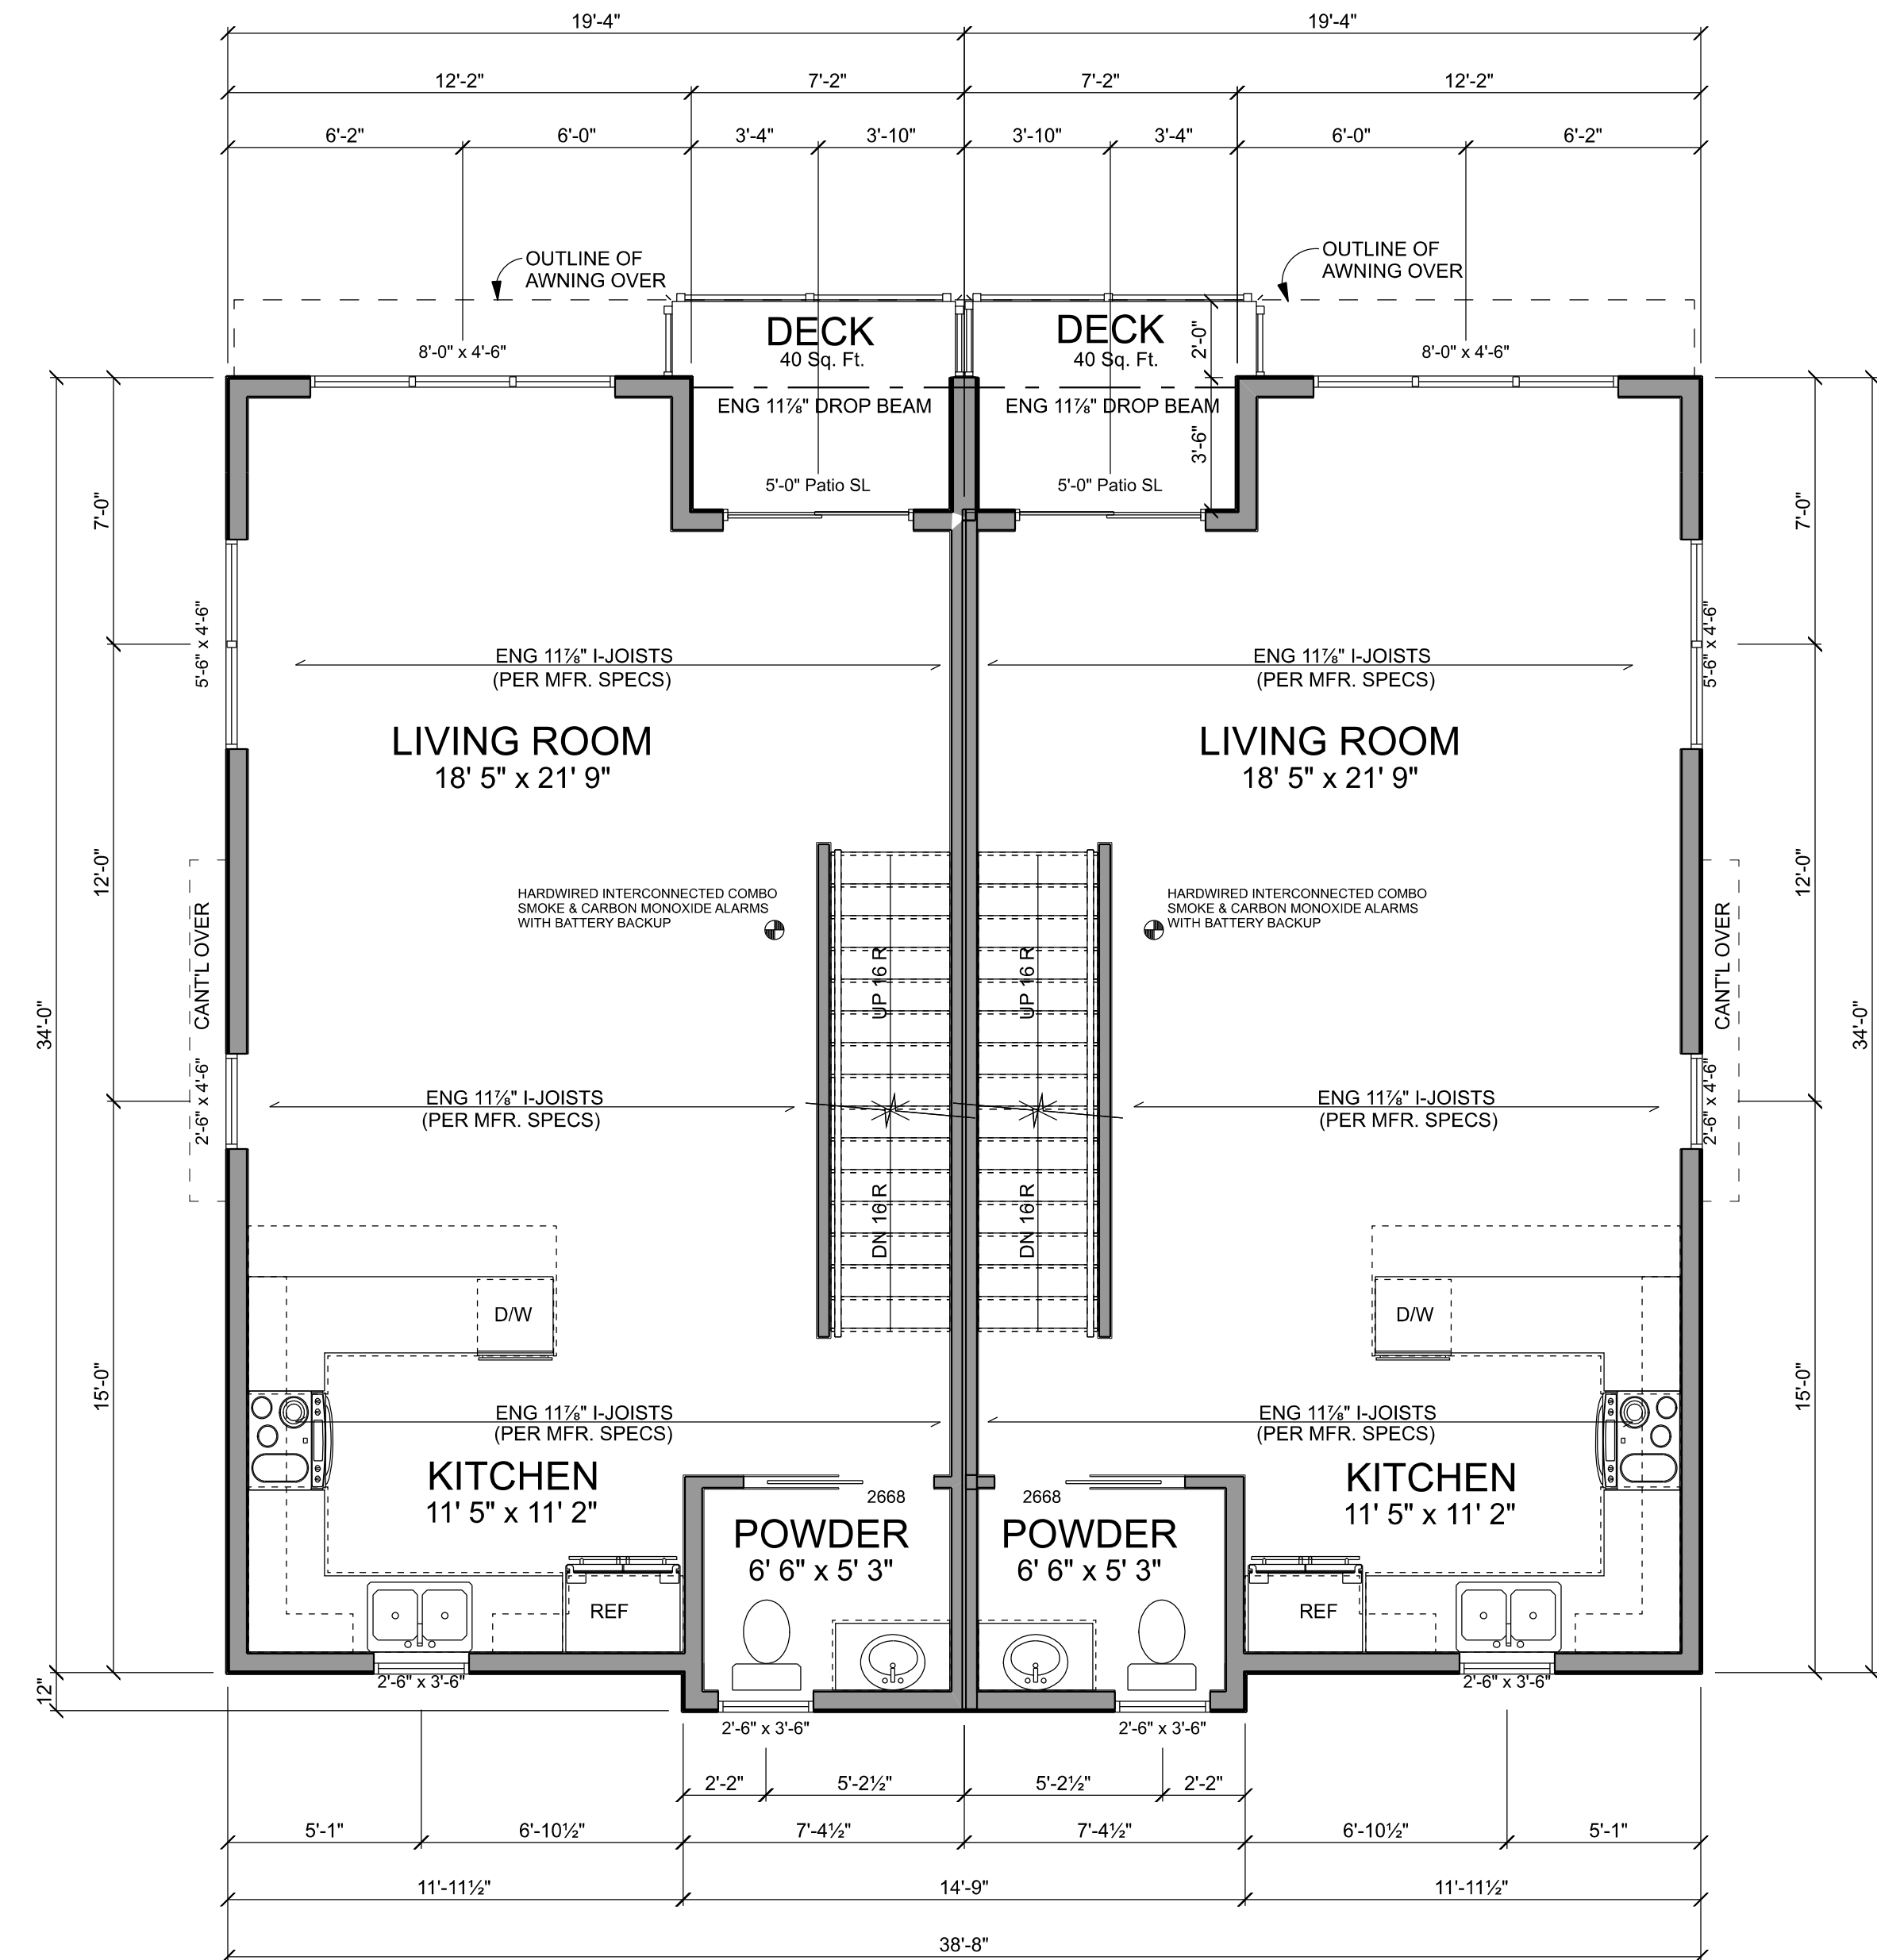 19'-4" 19'-4"
12'-2" 7'-2" 7'-2" 12'-2"
6'-2" 6'-0" 3'-4" 3'-10" 3'-10" 3'-4" 6'-0" 6'-2"
OUTLINE OF
AWNING OVER
OUTLINE OF
AWNING OVER
DECK
40 Sq. Ft.
DECK
40 Sq. Ft.
2'-0"
8'-0" x 4'-6"
8'-0" x 4'-6"
ENG 11⅞" DROP BEAM
ENG 11⅞" DROP BEAM
3'-6"
5'-0" Patio SL
5'-0" Patio SL
7'-0"
7'-0"
5'-6" x 4'-6"
5'-6" x 4'-6"
ENG 11⅞" I-JOISTS
(PER MFR. SPECS)
ENG 11⅞" I-JOISTS
(PER MFR. SPECS)
LIVING ROOM
18' 5" x 21' 9"
LIVING ROOM
18' 5" x 21' 9"
12'-0"
12'-0"
HARDWIRED INTERCONNECTED COMBO
SMOKE & CARBON MONOXIDE ALARMS
WITH BATTERY BACKUP
HARDWIRED INTERCONNECTED COMBO
SMOKE & CARBON MONOXIDE ALARMS
WITH BATTERY BACKUP
CANT'L OVER
CANT'L OVER
UP 16 R
UP 16 R
34'-0"
34'-0"
2'-6" x 4'-6"
2'-6" x 4'-6"
ENG 11⅞" I-JOISTS
(PER MFR. SPECS)
ENG 11⅞" I-JOISTS
(PER MFR. SPECS)
DN 16 R
DN 16 R
D/W
D/W
15'-0"
15'-0"
ENG 11⅞" I-JOISTS
(PER MFR. SPECS)
ENG 11⅞" I-JOISTS
(PER MFR. SPECS)
KITCHEN
11' 5" x 11' 2"
KITCHEN
11' 5" x 11' 2"
2668
2668
POWDER
6' 6" x 5' 3"
POWDER
6' 6" x 5' 3"
REF
REF
12"
2'-6" x 3'-6"
2'-6" x 3'-6"
2'-6" x 3'-6"
2'-6" x 3'-6"
2'-2" 5'-2½" 5'-2½" 2'-2"
5'-1" 6'-10½" 7'-4½" 7'-4½" 6'-10½" 5'-1"
11'-11½" 14'-9" 11'-11½"
38'-8"